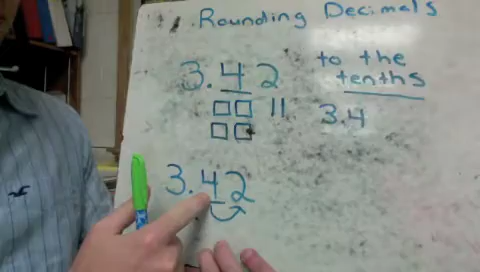 Rounding Decimals
3.42
to the
tenths
3.4
3.42